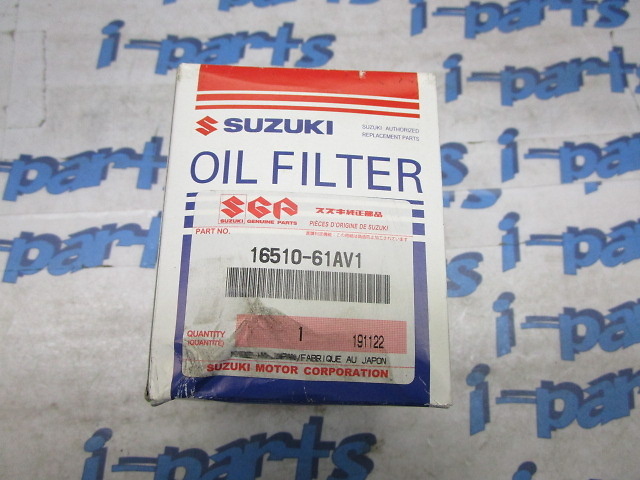 SUZUKI
SUZUKI AUTHORIZED
REPLACEMENT PARTS
OIL FILTER
SGP
SUZUKI GENUINE PARTS
スズキ純正部品
PIÈCES D'ORIGINE DE SUZUKI
PART NO.
16510-61AV1
QUANTITY
(QUANTITÉ)
1
191122
JAPAN/FABRIQUE AU JAPON
SUZUKI MOTOR CORPORATION
i-parts
i-parts
i-parts
i-parts
i-parts
i-parts
i-parts